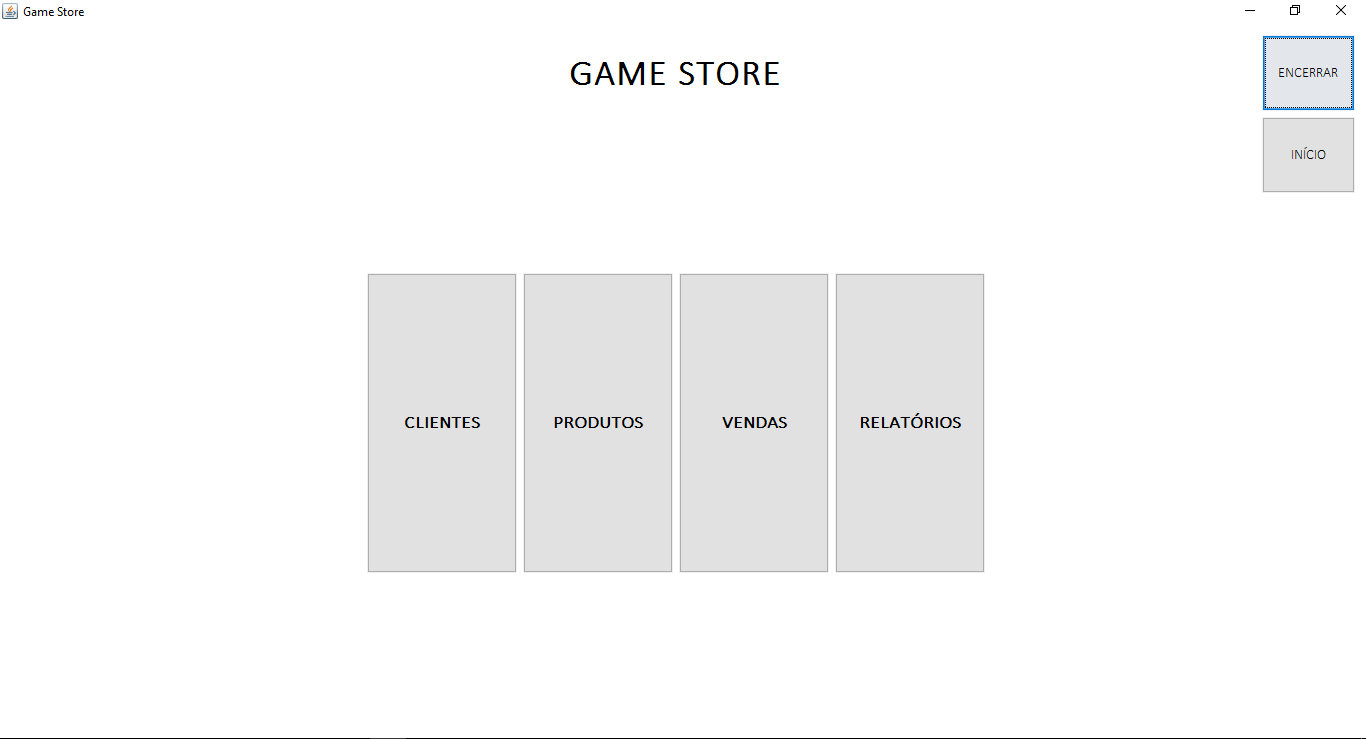 Game Store
GAME STORE
ENCERRAR
INÍCIO
CLIENTES
PRODUTOS
VENDAS
RELATÓRIOS